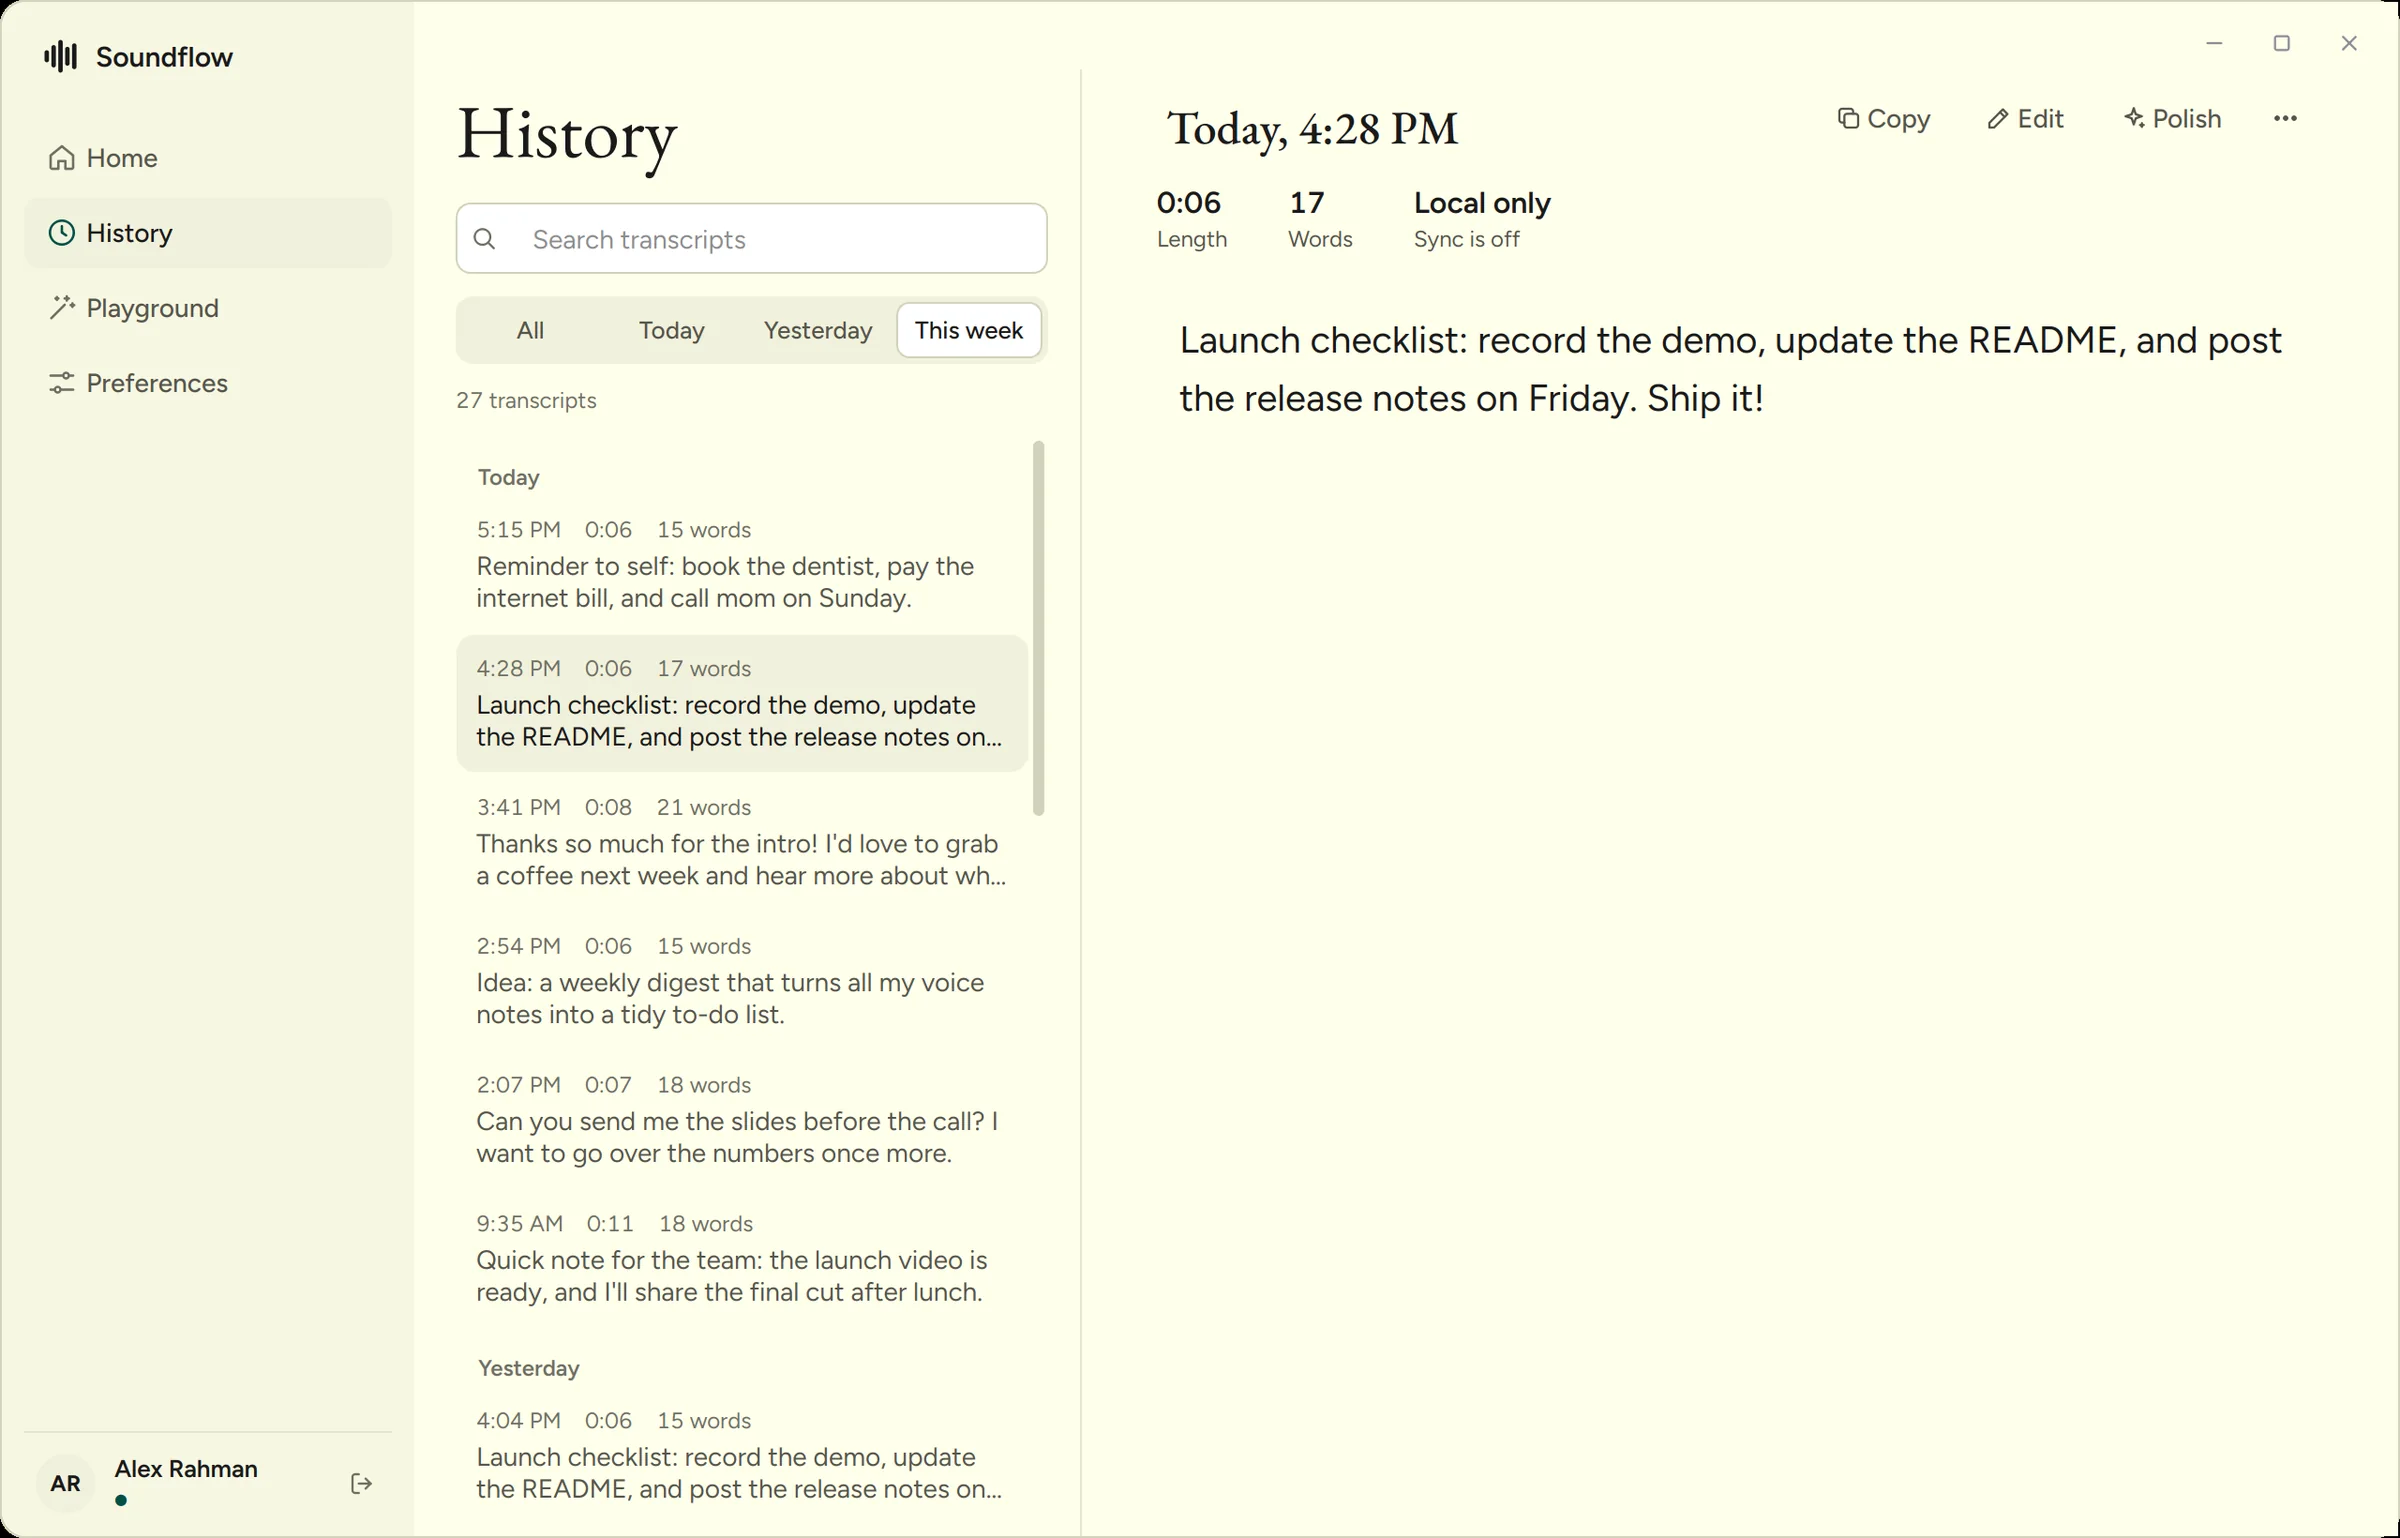 Soundflow
Home
History
Playground
Preferences
AR
Alex Rahman
History
Search transcripts
All
Today
Yesterday
This week
27 transcripts
Today
5:15 PM 0:06 15 words
Reminder to self: book the dentist, pay the
internet bill, and call mom on Sunday.
4:28 PM 0:06 17 words
Launch checklist: record the demo, update
the README, and post the release notes on...
3:41 PM 0:08 21 words
Thanks so much for the intro! I'd love to grab
a coffee next week and hear more about wh...
2:54 PM 0:06 15 words
Idea: a weekly digest that turns all my voice
notes into a tidy to-do list.
2:07 PM 0:07 18 words
Can you send me the slides before the call? I
want to go over the numbers once more.
9:35 AM 0:11 18 words
Quick note for the team: the launch video is
ready, and I'll share the final cut after lunch.
Yesterday
4:04 PM 0:06 15 words
Launch checklist: record the demo, update
the README, and post the release notes on...
Today, 4:28 PM
Copy
Edit
Polish
0:06 17 Local only
Length Words Sync is off
Launch checklist: record the demo, update the README, and post
the release notes on Friday. Ship it!